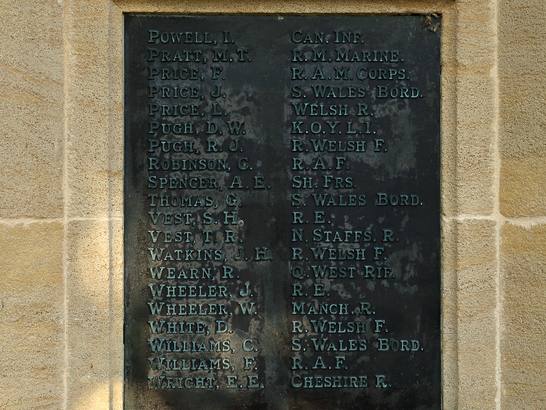 POWELL, I. CAN. INF.
PRATT, M. T. R. M. MARINE.
PRICE, F. R. A. M. CORPS.
PRICE, J. S. WALES BORD.
PRICE, L. WELSH R.
PUGH, D. W. K. O. Y. L. I.
PUGH, R. J. R. WELSH F.
ROBINSON, G. R. A. F.
SPENCER, A. E. SH. FRS.
THOMAS, G. S. WALES BORD.
VEST, S. H. R. E.
VEST, T. R. N. STAFFS. R.
WATKINS, J. H. R. WELSH F.
WEARN, R. Q. WEST RIF.
WHEELER, J. R. E.
WHEELER, W. MANCH. R.
WHITE, D. R. WELSH F.
WILLIAMS, C. S. WALES BORD.
WILLIAMS, F. R. A. F.
WRIGHT, E. E. CHESHIRE R.